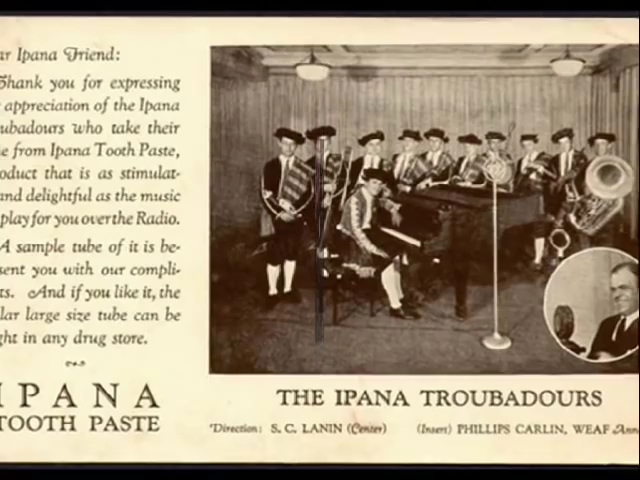 ar Ipana Friend:
Thank you for expressing
appreciation of the Ipana
ubadours who take their
e from Ipana Tooth Paste,
oduct that is as stimulat-
and delightful as the music
play for you over the Radio.
A sample tube of it is be-
sent you with our compli-
ts. And if you like it, the
lar large size tube can be
ght in any drug store.
IPANA
TOOTH PASTE
THE IPANA TROUBADOURS
Direction: S. C. LANIN (Center) (Insert) PHILLIPS CARLIN, WEAF Ann